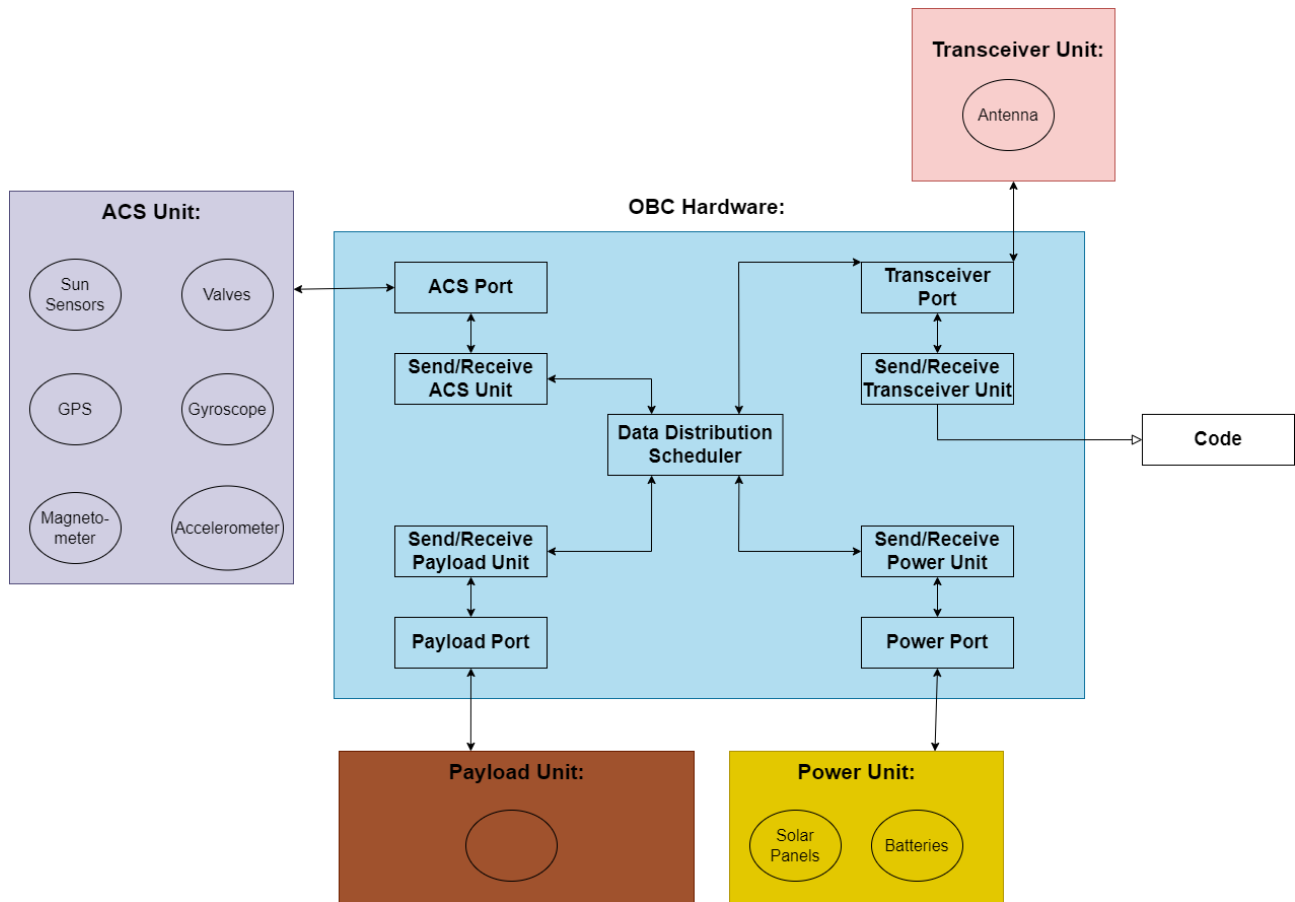 Transceiver Unit:
Antenna
ACS Unit:
Sun
Sensors
Valves
GPS
Gyroscope
Magneto-
meter
Accelerometer
OBC Hardware:
ACS Port
Transceiver
Port
Send/Receive
ACS Unit
Send/Receive
Transceiver Unit
Data Distribution
Scheduler
Code
Send/Receive
Payload Unit
Send/Receive
Power Unit
Payload Port
Power Port
Payload Unit:
Power Unit:
Solar
Panels
Batteries